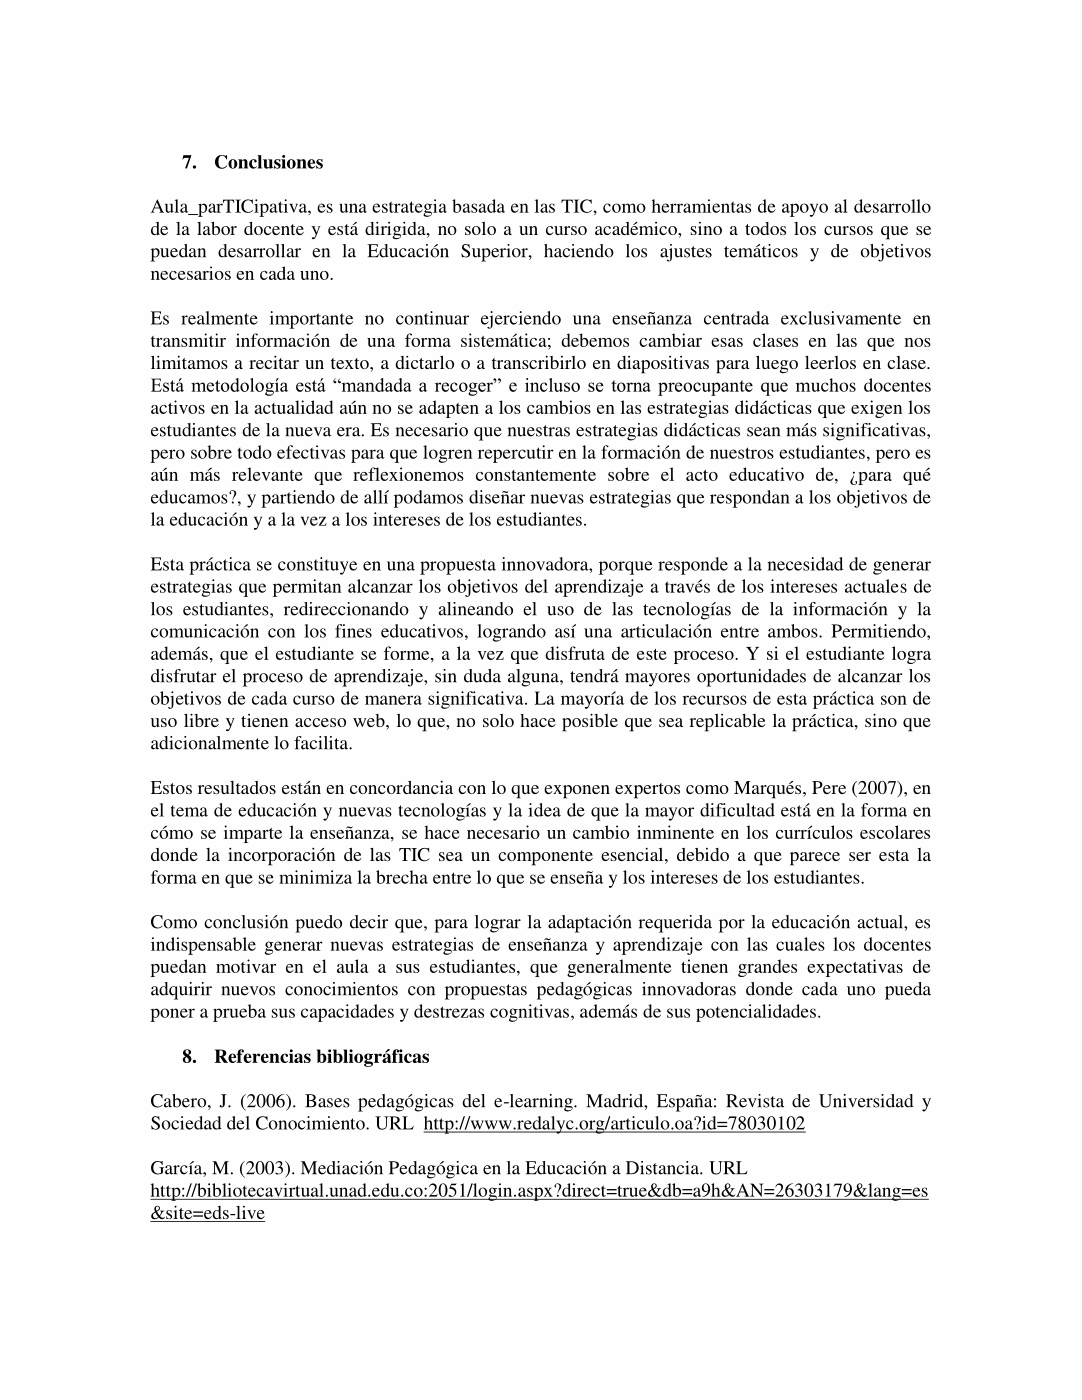 7. Conclusiones
Aula_parTICipativa, es una estrategia basada en las TIC, como herramientas de apoyo al desarrollo
de la labor docente y está dirigida, no solo a un curso académico, sino a todos los cursos que se
puedan desarrollar en la Educación Superior, haciendo los ajustes temáticos y de objetivos
necesarios en cada uno.
Es realmente importante no continuar ejerciendo una enseñanza centrada exclusivamente en
transmitir información de una forma sistemática; debemos cambiar esas clases en las que nos
limitamos a recitar un texto, a dictarlo o a transcribirlo en diapositivas para luego leerlos en clase.
Está metodología está “mandada a recoger” e incluso se torna preocupante que muchos docentes
activos en la actualidad aún no se adapten a los cambios en las estrategias didácticas que exigen los
estudiantes de la nueva era. Es necesario que nuestras estrategias didácticas sean más significativas,
pero sobre todo efectivas para que logren repercutir en la formación de nuestros estudiantes, pero es
aún más relevante que reflexionemos constantemente sobre el acto educativo de, ¿para qué
educamos?, y partiendo de allí podamos diseñar nuevas estrategias que respondan a los objetivos de
la educación y a la vez a los intereses de los estudiantes.
Esta práctica se constituye en una propuesta innovadora, porque responde a la necesidad de generar
estrategias que permitan alcanzar los objetivos del aprendizaje a través de los intereses actuales de
los estudiantes, redireccionando y alineando el uso de las tecnologías de la información y la
comunicación con los fines educativos, logrando así una articulación entre ambos. Permitiendo,
además, que el estudiante se forme, a la vez que disfruta de este proceso. Y si el estudiante logra
disfrutar el proceso de aprendizaje, sin duda alguna, tendrá mayores oportunidades de alcanzar los
objetivos de cada curso de manera significativa. La mayoría de los recursos de esta práctica son de
uso libre y tienen acceso web, lo que, no solo hace posible que sea replicable la práctica, sino que
adicionalmente lo facilita.
Estos resultados están en concordancia con lo que exponen expertos como Marqués, Pere (2007), en
el tema de educación y nuevas tecnologías y la idea de que la mayor dificultad está en la forma en
cómo se imparte la enseñanza, se hace necesario un cambio inminente en los currículos escolares
donde la incorporación de las TIC sea un componente esencial, debido a que parece ser esta la
forma en que se minimiza la brecha entre lo que se enseña y los intereses de los estudiantes.
Como conclusión puedo decir que, para lograr la adaptación requerida por la educación actual, es
indispensable generar nuevas estrategias de enseñanza y aprendizaje con las cuales los docentes
puedan motivar en el aula a sus estudiantes, que generalmente tienen grandes expectativas de
adquirir nuevos conocimientos con propuestas pedagógicas innovadoras donde cada uno pueda
poner a prueba sus capacidades y destrezas cognitivas, además de sus potencialidades.
8. Referencias bibliográficas
Cabero, J. (2006). Bases pedagógicas del e-learning. Madrid, España: Revista de Universidad y
Sociedad del Conocimiento. URL http://www.redalyc.org/articulo.oa?id=78030102
García, M. (2003). Mediación Pedagógica en la Educación a Distancia. URL
http://bibliotecavirtual.unad.edu.co:2051/login.aspx?direct=true&db=a9h&AN=26303179&lang=es
&site=eds-live